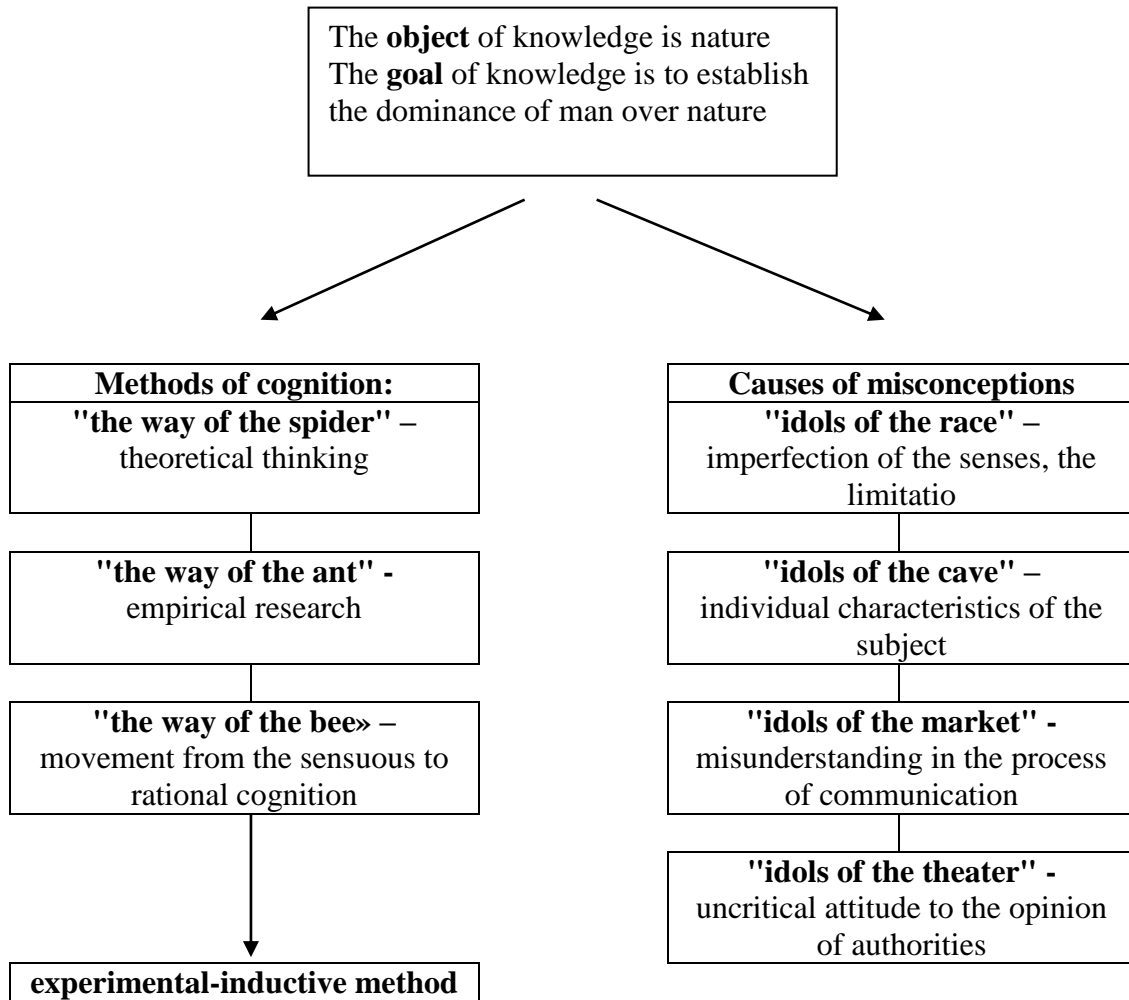 The object of knowledge is nature
The goal of knowledge is to establish
the dominance of man over nature
Methods of cognition:
"the way of the spider" –
theoretical thinking
"the way of the ant" -
empirical research
"the way of the bee» –
movement from the sensuous to
rational cognition
experimental-inductive method
Causes of misconceptions
"idols of the race" –
imperfection of the senses, the
limitatio
"idols of the cave" –
individual characteristics of the
subject
"idols of the market" -
misunderstanding in the process
of communication
"idols of the theater" -
uncritical attitude to the opinion
of authorities